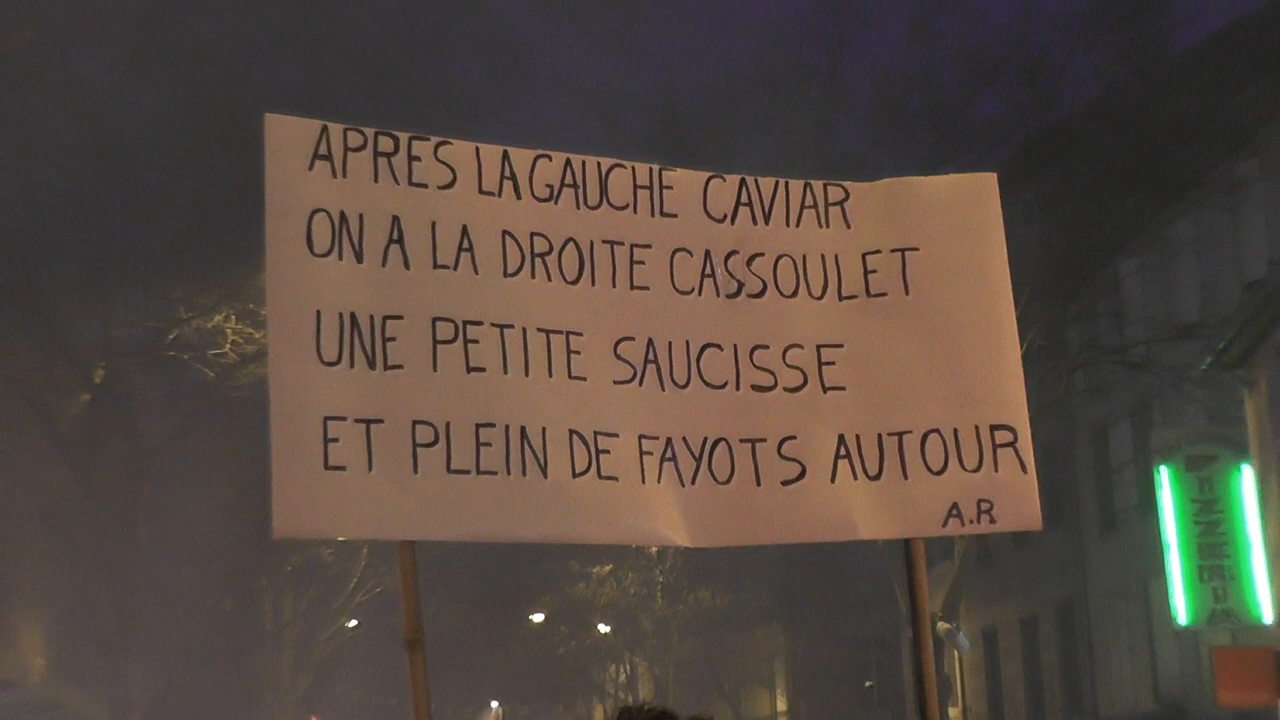 APRES LA GAUCHE CAVIAR
ON A LA DROITE CASSOULET
UNE PETITE SAUCISSE
ET PLEIN DE FAYOTS AUTOUR
A.R